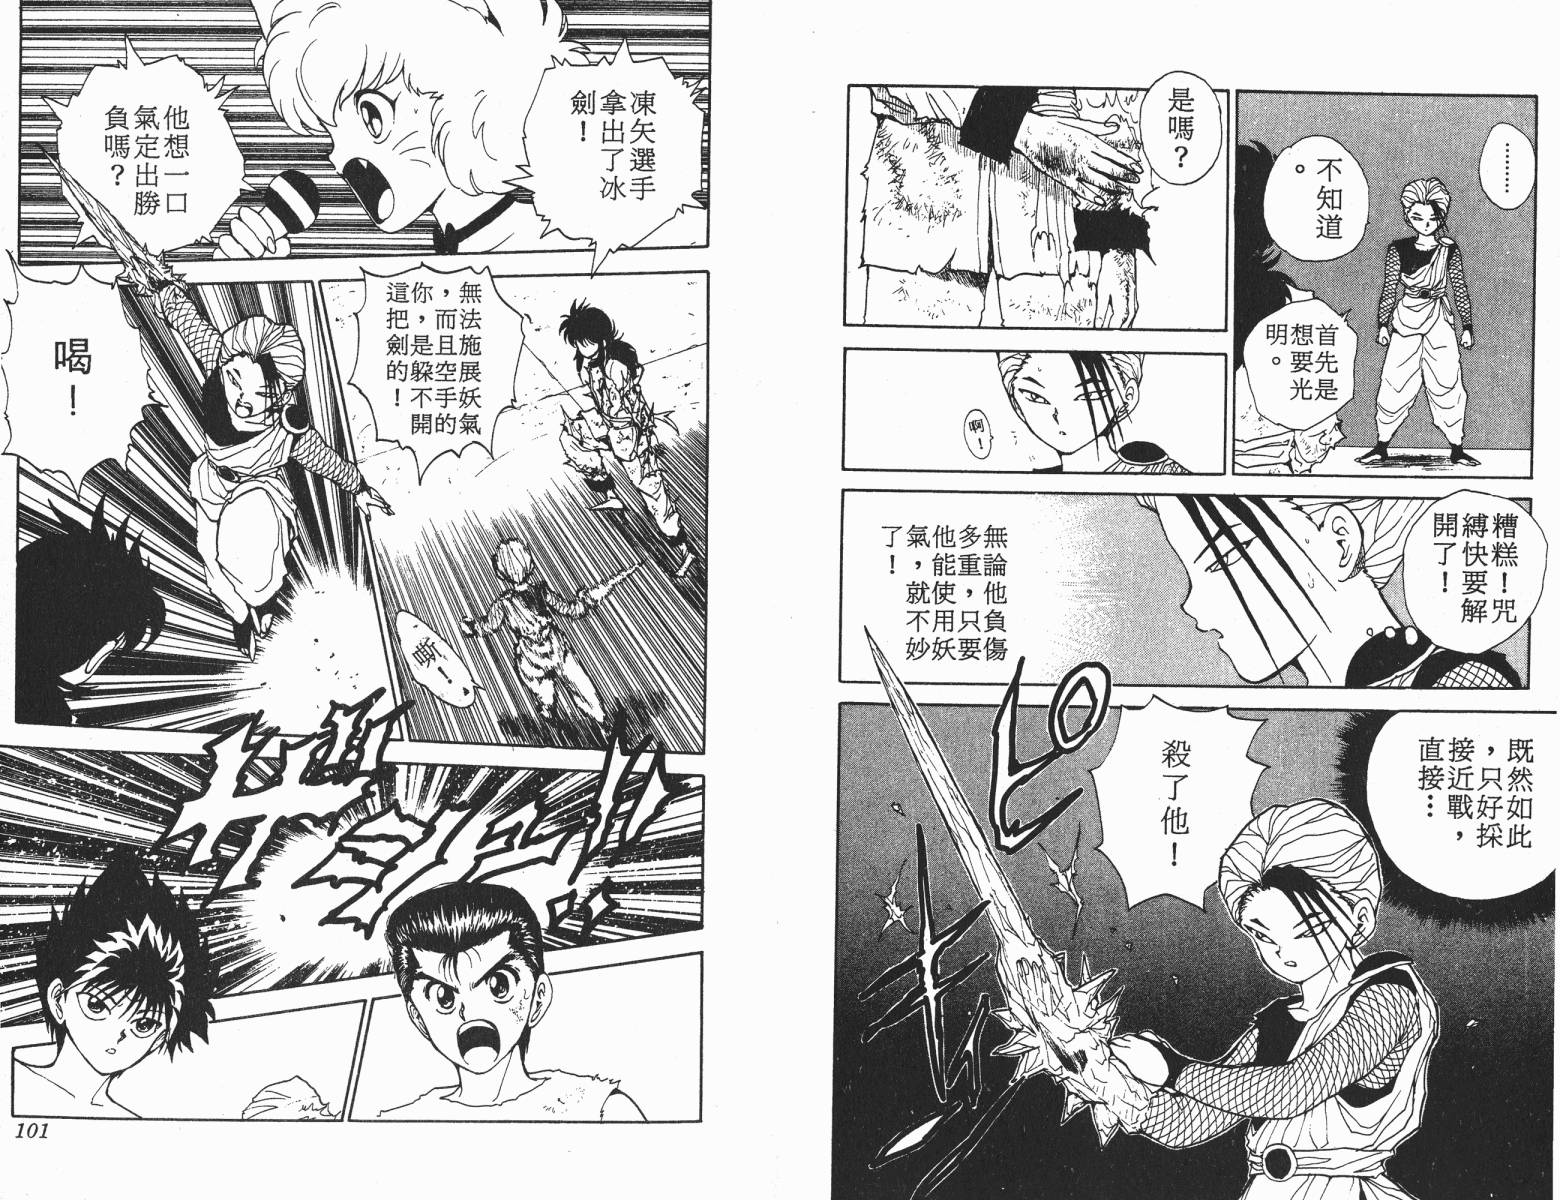 ………
不知道
。
首先是
想要光
明。
是嗎？
啊！
糟糕！咒
縛快要解
開了！
無論他負傷
多重，只要
他能使用妖
氣，就不妙
了！
既然如此
，只好採
接近戰，
直接…
殺了他！
ピキィ
凍矢選手
拿出了冰
劍！
他想一口
氣定出勝
負嗎？
無法施展妖氣
，而且空手的
你，是躲不開
這把劍的！
嘶！
喝！
101